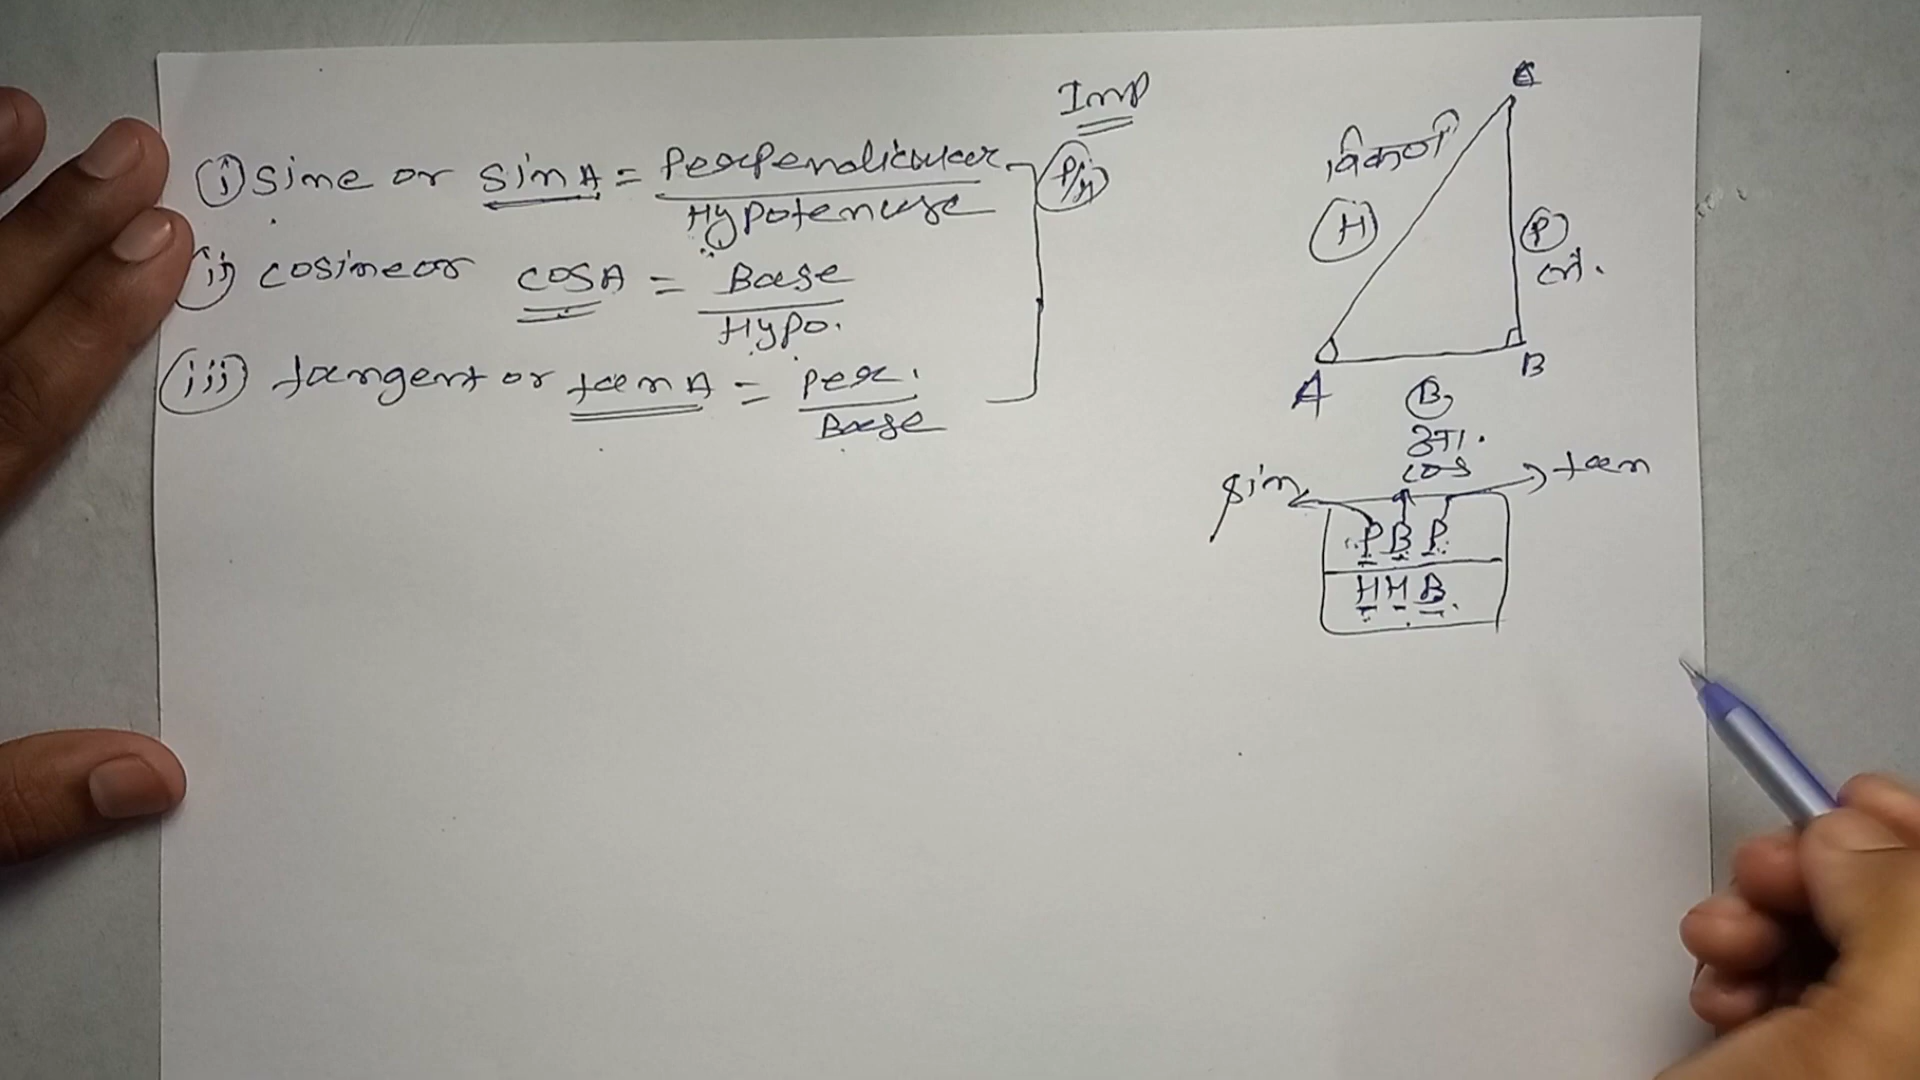 Imp
(i) sine or sin A = Perpendicular / Hypotenuse P/H
(ii) cosine or cos A = Base / Hypo.
(iii) tangent or tan A = Per. / Base
C
विकर्ण
H
P
लं.
A
B
B
आ.
sin cos tan
P B P
H H B